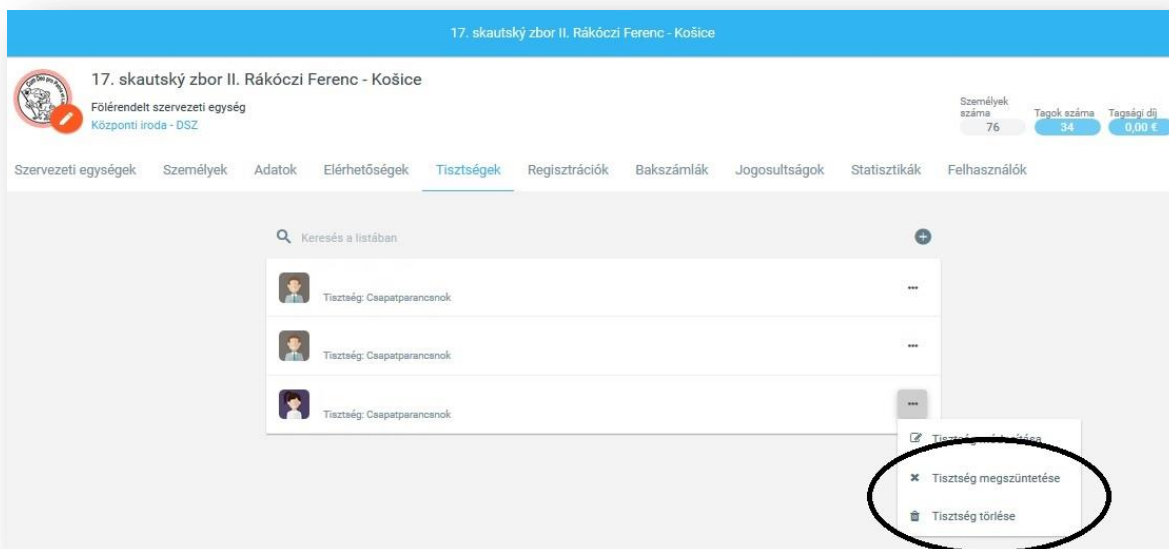 17. skautský zbor II. Rákóczi Ferenc - Košice
17. skautský zbor II. Rákóczi Ferenc - Košice
Fölérendelt szervezeti egység
Központi iroda - DSZ
Személyek száma
76
Tagok száma
34
Tagsági díj
0,00 €
Szervezeti egységek Személyek Adatok Elérhetőségek Tisztségek Regisztrációk Bakszámlák Jogosultságok Statisztikák Felhasználók
Keresés a listában
Tisztség: Csapatparancsnok
Tisztség: Csapatparancsnok
Tisztség: Csapatparancsnok
Tisztség
Tisztség megszüntetése
Tisztség törlése